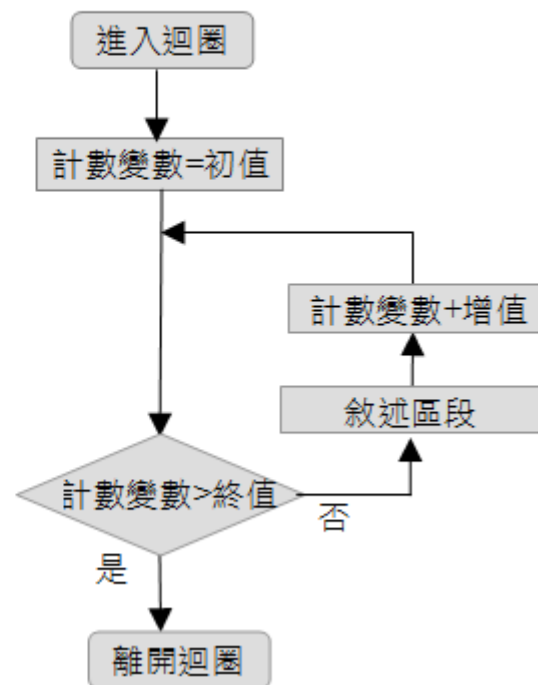 進入迴圈
計數變數=初值
計數變數+增值
敘述區段
計數變數>終值
否
是
離開迴圈